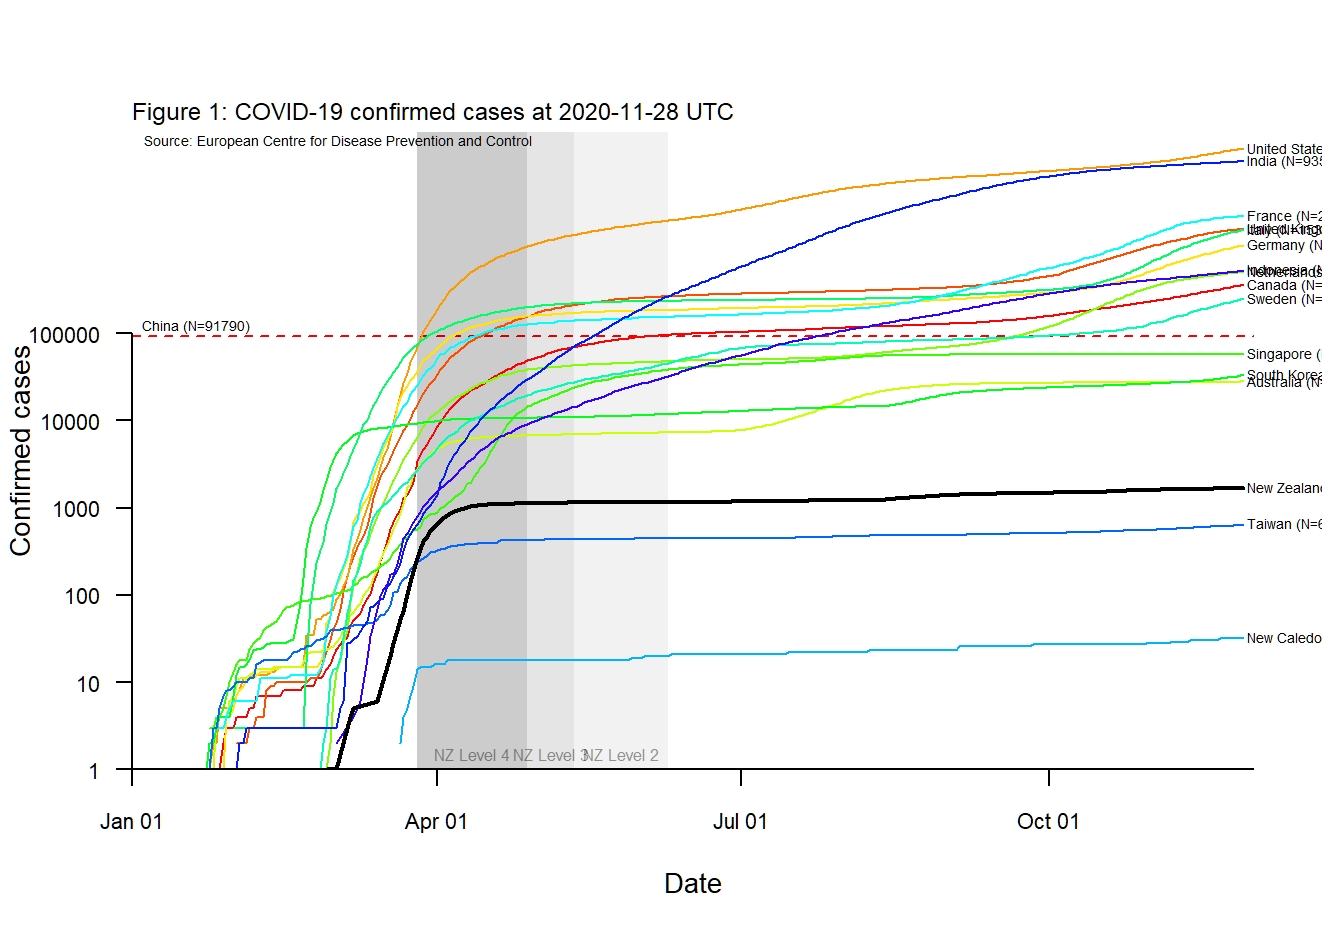 Figure 1: COVID-19 confirmed cases at 2020-11-28 UTC
Source: European Centre for Disease Prevention and Control
United State
India (N=935
France (N=2
Germany (N
Canada (N=
Sweden (N=
China (N=91790)
Singapore (
South Korea
Australia (N
New Zealand
Taiwan (N=6
New Caledo
Confirmed cases
100000
10000
1000
100
10
1
NZ Level 4
NZ Level 3
NZ Level 2
Jan 01
Apr 01
Jul 01
Oct 01
Date